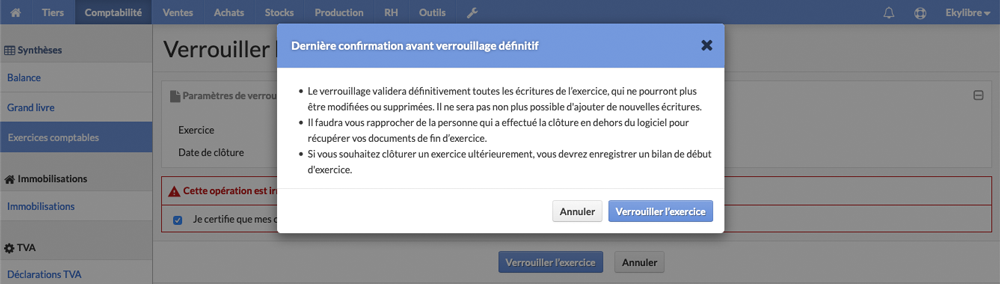 Tiers Comptabilité Ventes Achats Stocks Production RH Outils Ekylibre
Synthèses
Balance
Grand livre
Exercices comptables
Immobilisations
Immobilisations
TVA
Déclarations TVA
Verrouiller
Paramètres de verrou
Exercice
Date de clôture
Cette opération est irr
Je certifie que mes c
Verrouiller l'exercice Annuler
Dernière confirmation avant verrouillage définitif
• Le verrouillage validera définitivement toutes les écritures de l'exercice, qui ne pourront plus
être modifiées ou supprimées. Il ne sera pas non plus possible d'ajouter de nouvelles écritures.
• Il faudra vous rapprocher de la personne qui a effectué la clôture en dehors du logiciel pour
récupérer vos documents de fin d'exercice.
• Si vous souhaitez clôturer un exercice ultérieurement, vous devrez enregistrer un bilan de début
d'exercice.
Annuler Verrouiller l'exercice